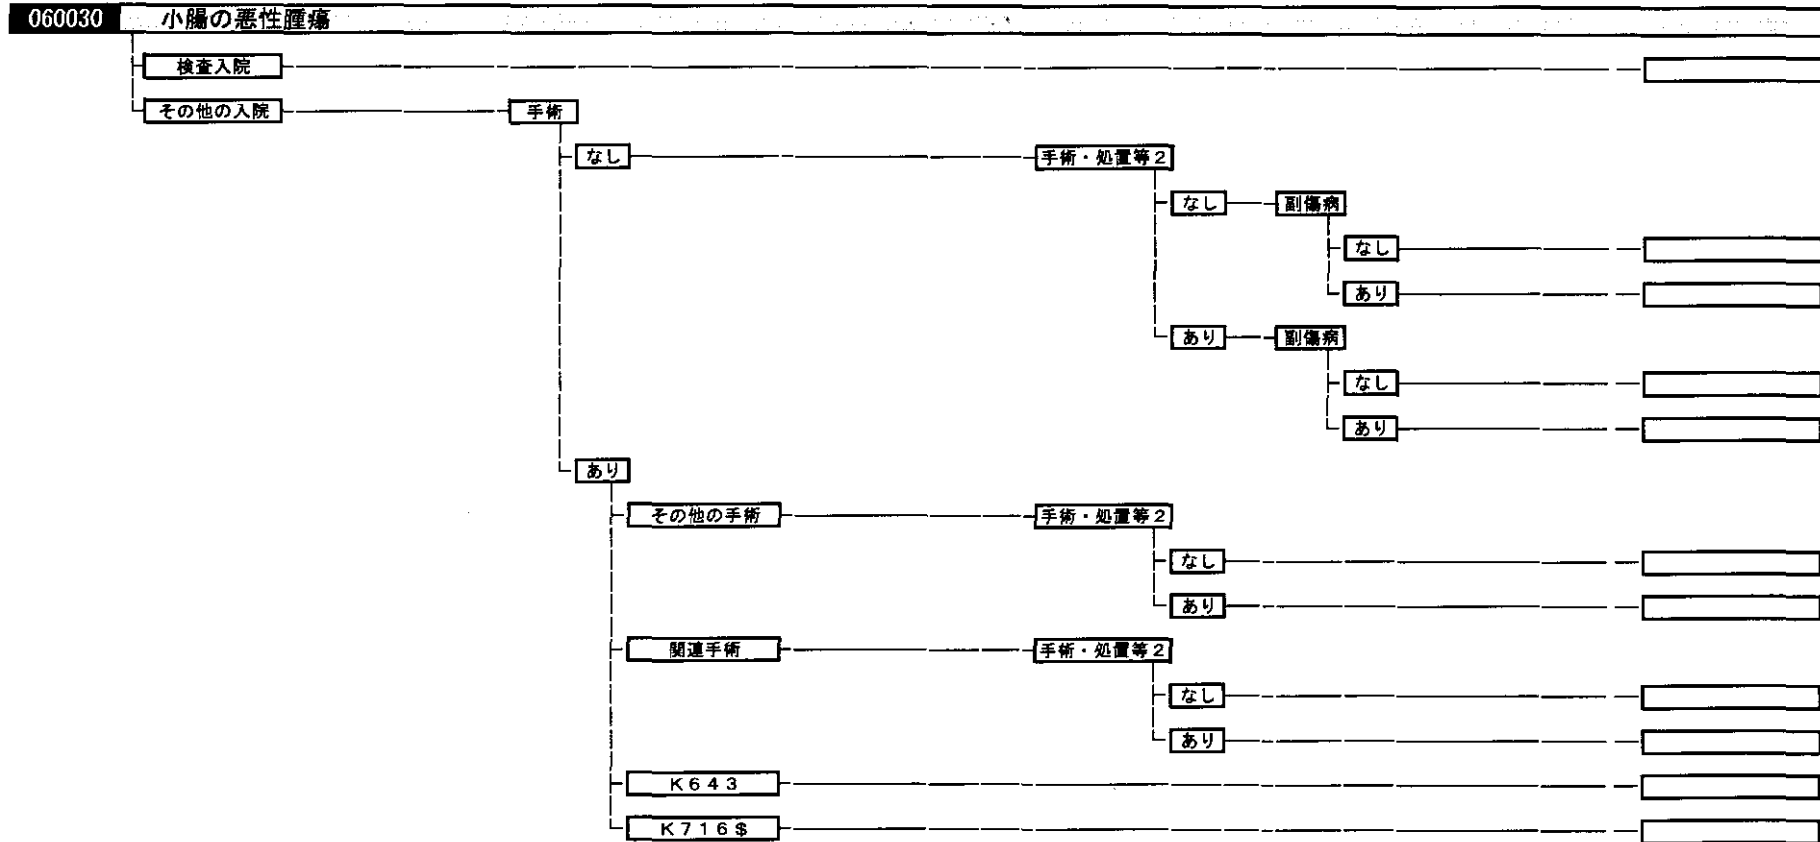 060030 小腸の悪性腫瘍
検査入院
その他の入院 手術
なし 手術・処置等2
なし 副傷病
なし
あり
あり 副傷病
なし
あり
あり
その他の手術 手術・処置等2
なし
あり
関連手術 手術・処置等2
なし
あり
K643
K716$